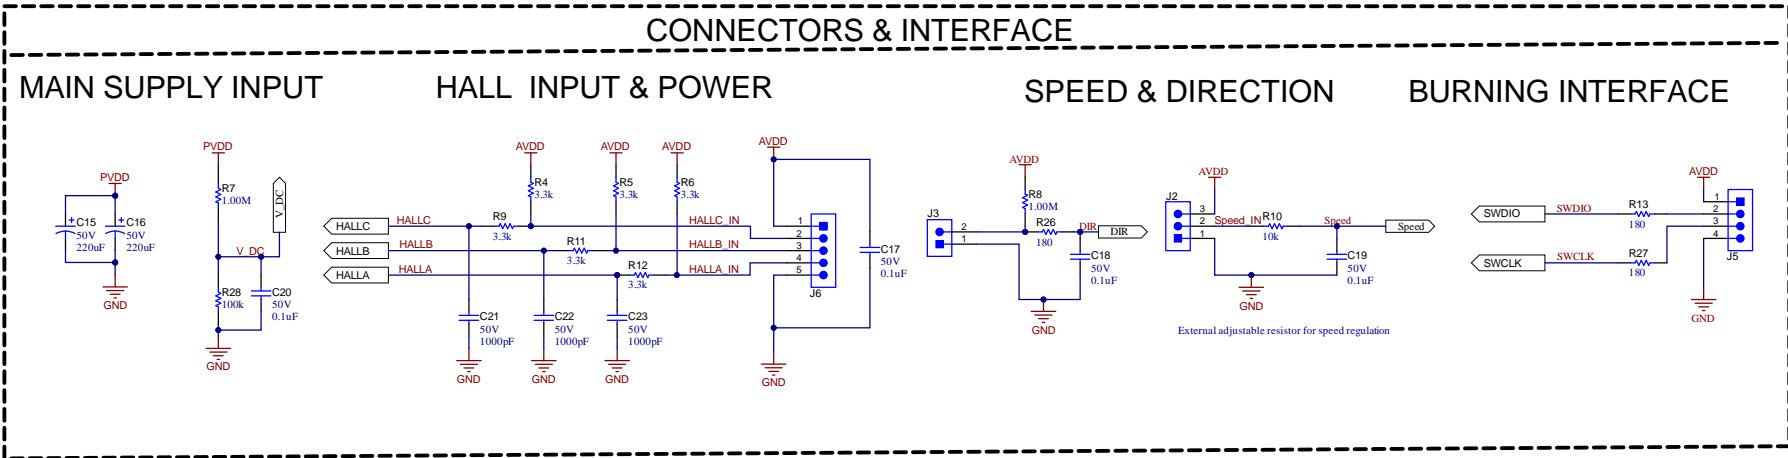 CONNECTORS & INTERFACE
MAIN SUPPLY INPUT
HALL INPUT & POWER
SPEED & DIRECTION
BURNING INTERFACE
PVDD
C15
50V
220uF
C16
50V
220uF
GND
PVDD
R7
1.00M
V_DC
V_DC
R28
100k
C20
50V
0.1uF
GND
HALLC
HALLC
R9
3.3k
AVDD
R4
3.3k
HALLC_IN
HALLB
HALLB
R11
3.3k
AVDD
R5
3.3k
HALLB_IN
HALLA
HALLA
R12
3.3k
AVDD
R6
3.3k
HALLA_IN
C21
50V
1000pF
GND
C22
50V
1000pF
GND
C23
50V
1000pF
GND
AVDD
1
2
3
4
5
J6
C17
50V
0.1uF
GND
J3
2
1
AVDD
R8
1.00M
R26
180
DIR
DIR
C18
50V
0.1uF
GND
J2
3
2
1
AVDD
Speed_IN
R10
10k
Speed
Speed
C19
50V
0.1uF
GND
External adjustable resistor for speed regulation
SWDIO
SWDIO
R13
180
SWCLK
SWCLK
R27
180
AVDD
1
2
3
4
J5
GND